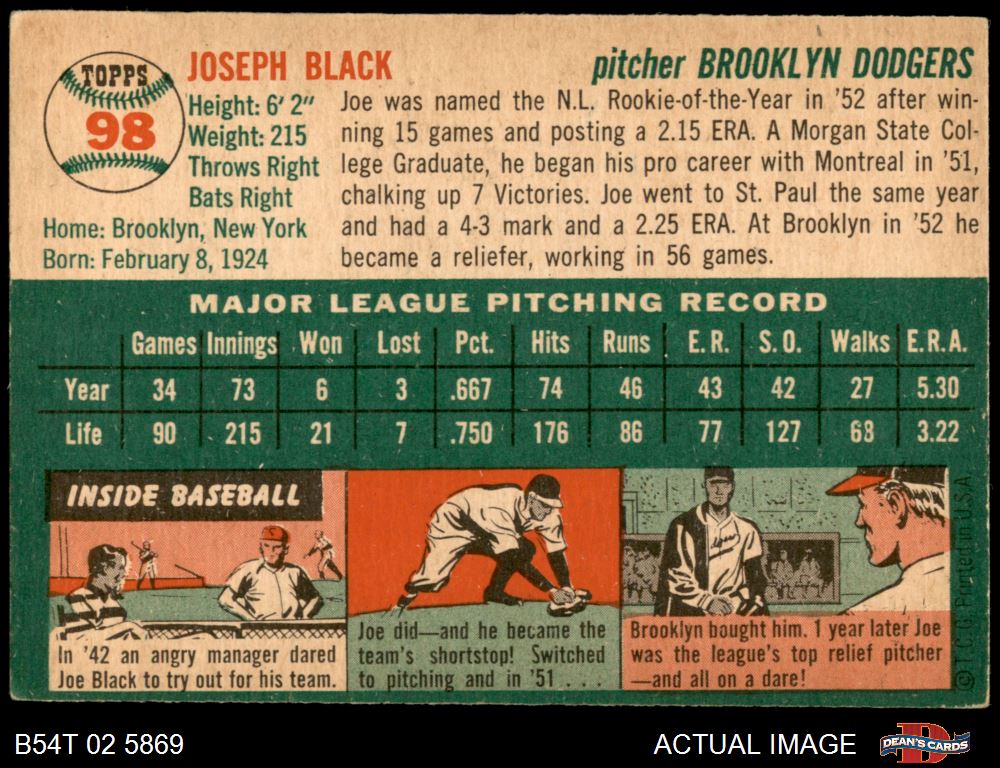 TOPPS
98
JOSEPH BLACK
pitcher BROOKLYN DODGERS
Height: 6' 2"
Weight: 215
Throws Right
Bats Right
Home: Brooklyn, New York
Born: February 8, 1924
Joe was named the N.L. Rookie-of-the-Year in '52 after win-
ning 15 games and posting a 2.15 ERA. A Morgan State Col-
lege Graduate, he began his pro career with Montreal in '51,
chalking up 7 Victories. Joe went to St. Paul the same year
and had a 4-3 mark and a 2.25 ERA. At Brooklyn in '52 he
became a reliefer, working in 56 games.
MAJOR LEAGUE PITCHING RECORD
Games Innings Won Lost Pct. Hits Runs E.R. S.O. Walks E.R.A.
Year 34 73 6 3 .667 74 46 43 42 27 5.30
Life 90 215 21 7 .750 176 86 77 127 68 3.22
INSIDE BASEBALL
In '42 an angry manager dared
Joe Black to try out for his team.
Joe did—and he became the
team's shortstop! Switched
to pitching and in '51 . . .
Brooklyn bought him. 1 year later Joe
was the league's top relief pitcher
—and all on a dare!
© T.C.G. Printed in U.S.A.
B54T 02 5869
ACTUAL IMAGE
DEAN'S CARDS